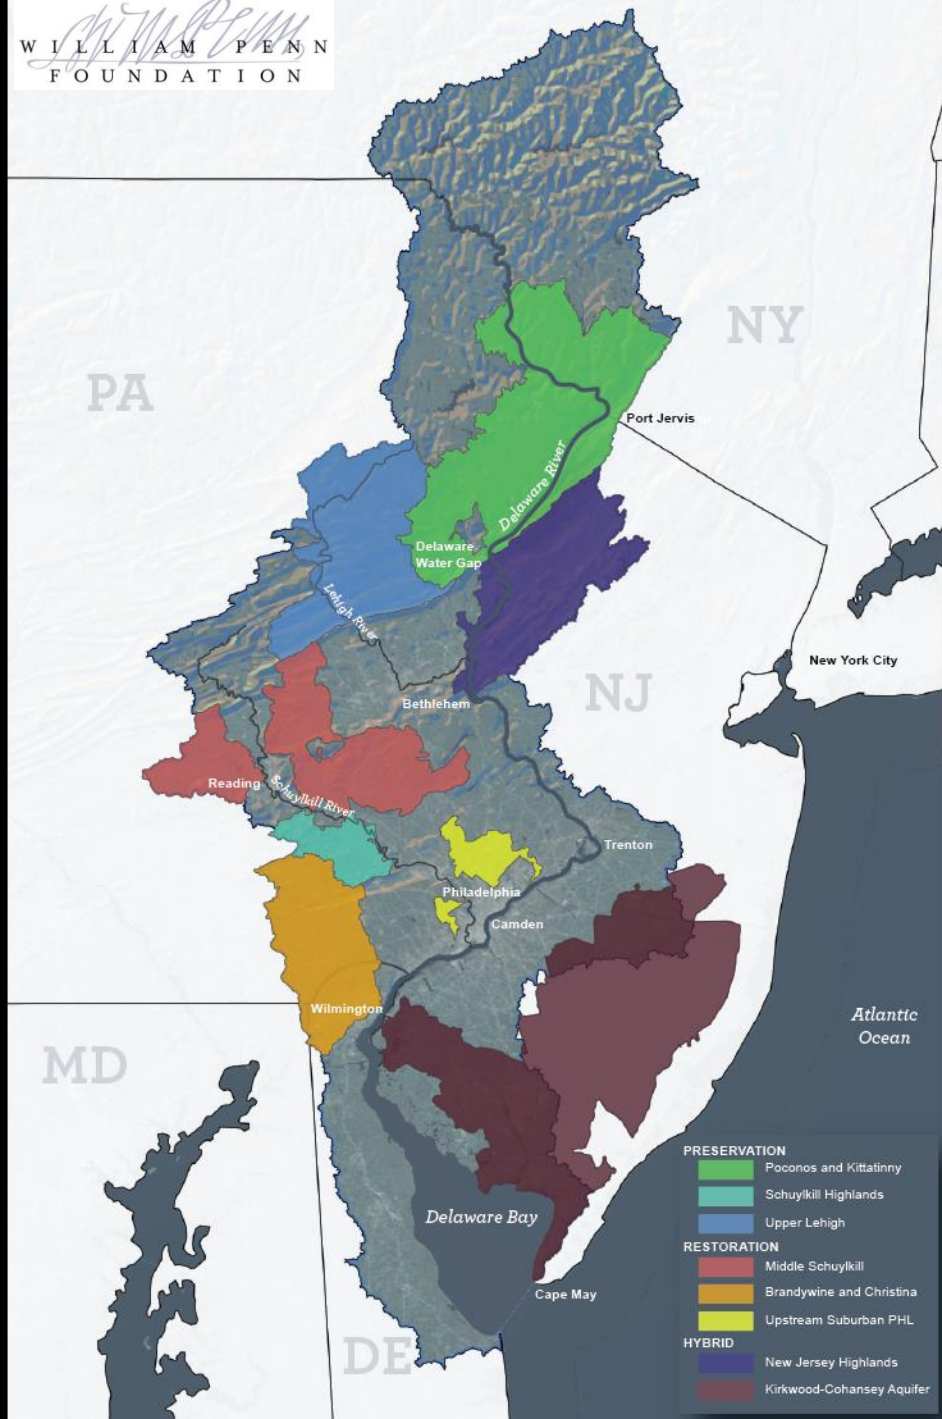 WILLIAM PENN
FOUNDATION
NY
PA
Port Jervis
Delaware River
Delaware
Water Gap
Lehigh River
New York City
NJ
Bethlehem
Reading
Schuylkill River
Trenton
Philadelphia
Camden
Wilmington
Atlantic
Ocean
MD
PRESERVATION
Poconos and Kittatinny
Schuylkill Highlands
Upper Lehigh
RESTORATION
Middle Schuylkill
Brandywine and Christina
Upstream Suburban PHL
HYBRID
New Jersey Highlands
Kirkwood-Cohansey Aquifer
Delaware Bay
Cape May
DE